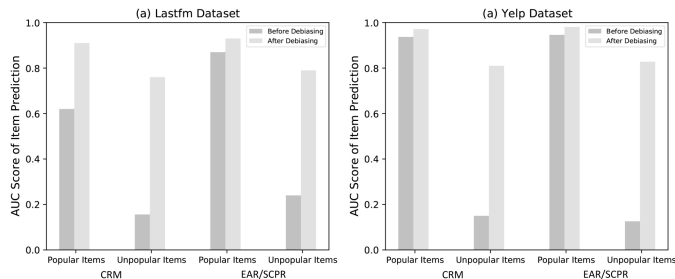 (a) Lastfm Dataset
Before Debiasing
After Debiasing
AUC Score of Item Prediction
1.0
0.8
0.6
0.4
0.2
0.0
Popular Items Unpopular Items Popular Items Unpopular Items
CRM EAR/SCPR
(a) Yelp Dataset
Before Debiasing
After Debiasing
AUC Score of Item Prediction
1.0
0.8
0.6
0.4
0.2
0.0
Popular Items Unpopular Items Popular Items Unpopular Items
CRM EAR/SCPR